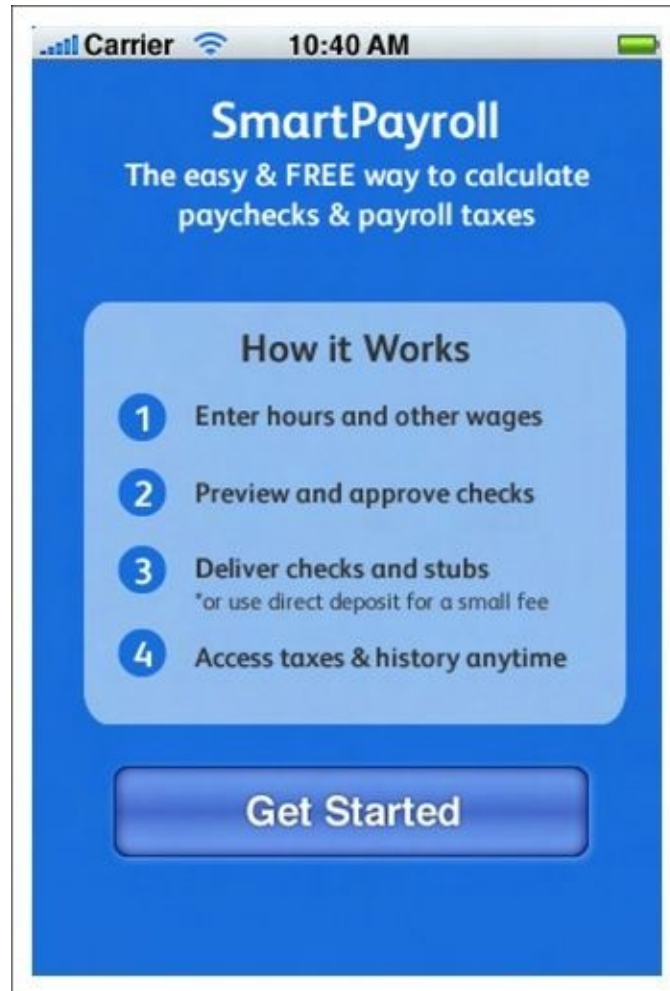 Carrier 10:40 AM
SmartPayroll
The easy & FREE way to calculate
paychecks & payroll taxes
How it Works
1 Enter hours and other wages
2 Preview and approve checks
3 Deliver checks and stubs
*or use direct deposit for a small fee
4 Access taxes & history anytime
Get Started